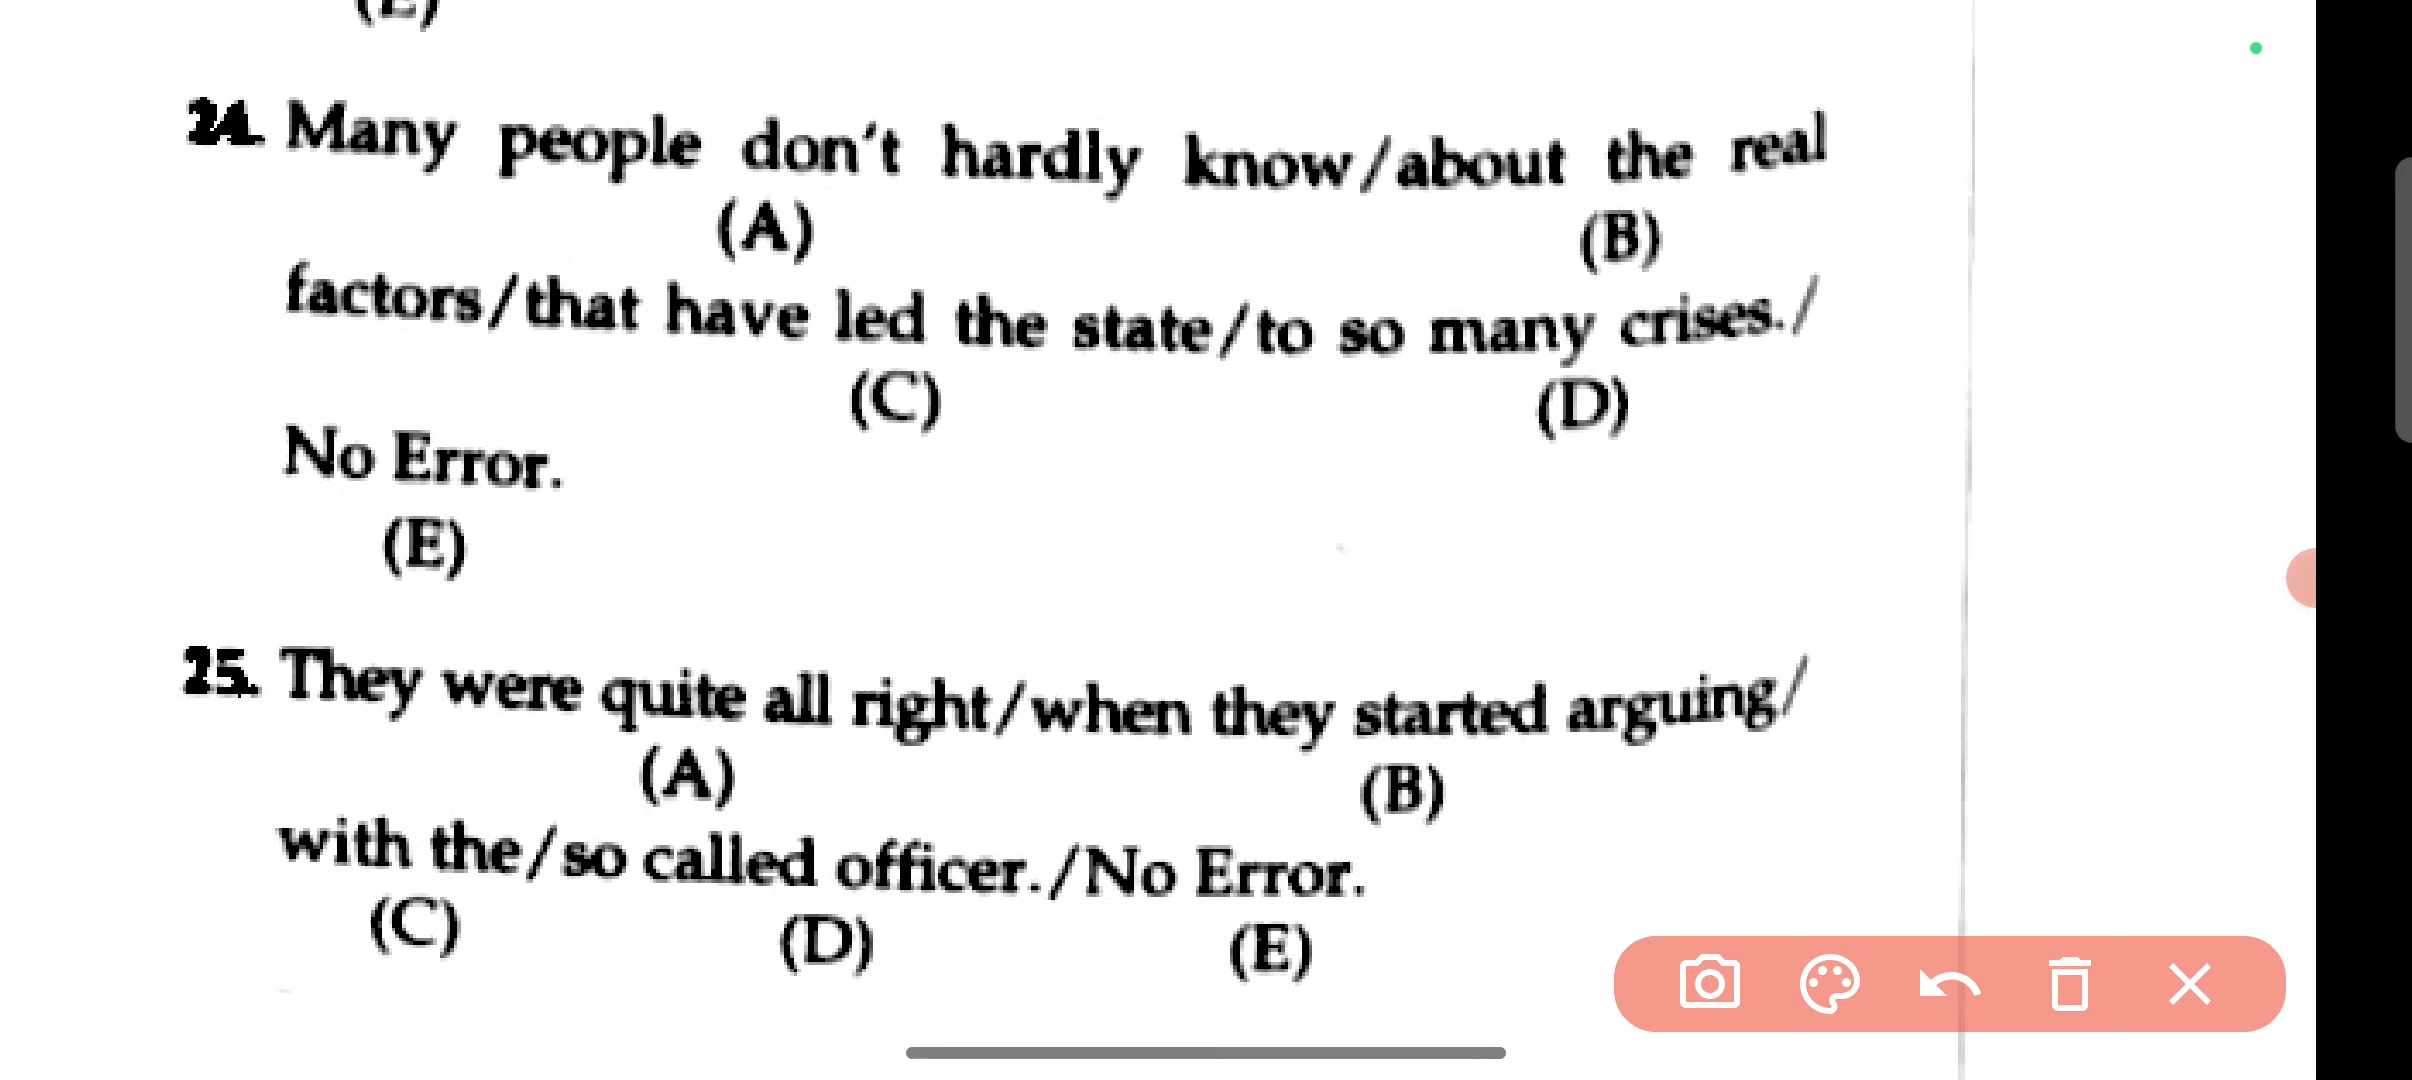 (E)
24. Many people don't hardly know/about the real
(A) (B)
factors/that have led the state/to so many crises./
(C) (D)
No Error.
(E)
25. They were quite all right/when they started arguing/
(A) (B)
with the/so called officer./No Error.
(C) (D) (E)